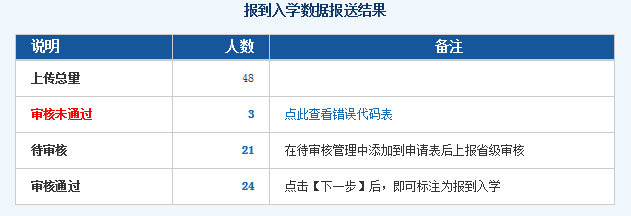 报到入学数据报送结果
说明 人数 备注
上传总量 48
审核未通过 3 点此查看错误代码表
待审核 21 在待审核管理中添加到申请表后上报省级审核
审核通过 24 点击【下一步】后，即可标注为报到入学